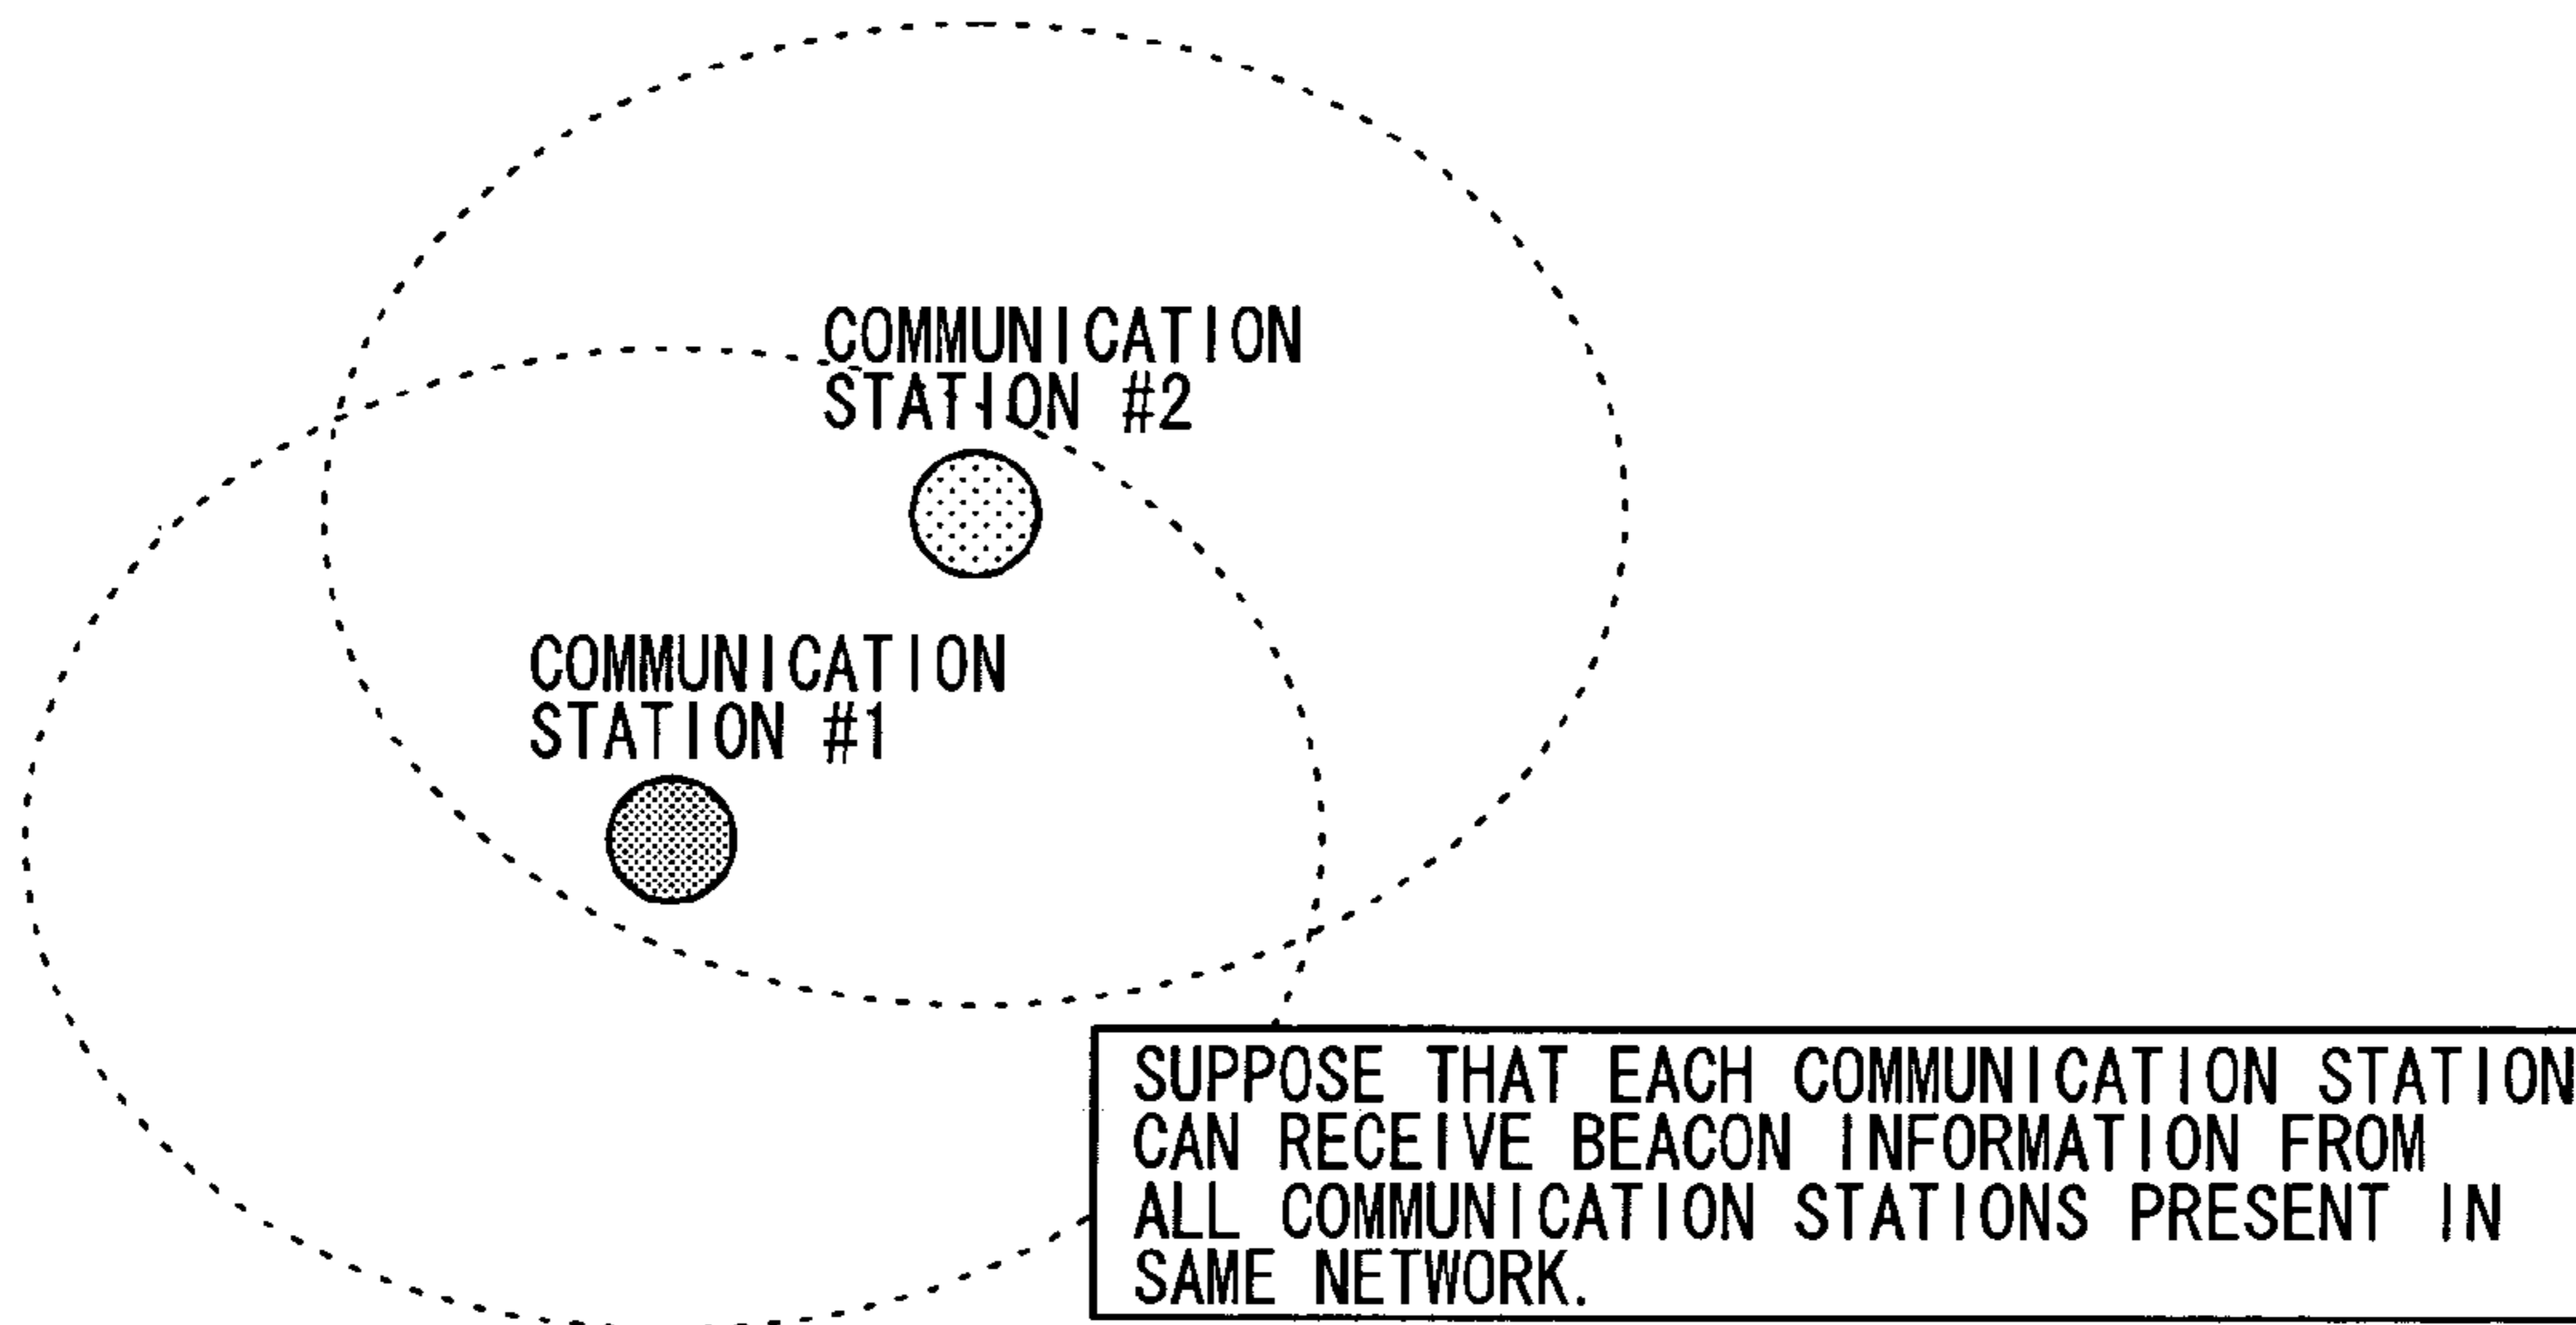 COMMUNICATION
STATION #2
COMMUNICATION
STATION #1
SUPPOSE THAT EACH COMMUNICATION STATION
CAN RECEIVE BEACON INFORMATION FROM
ALL COMMUNICATION STATIONS PRESENT IN
SAME NETWORK.